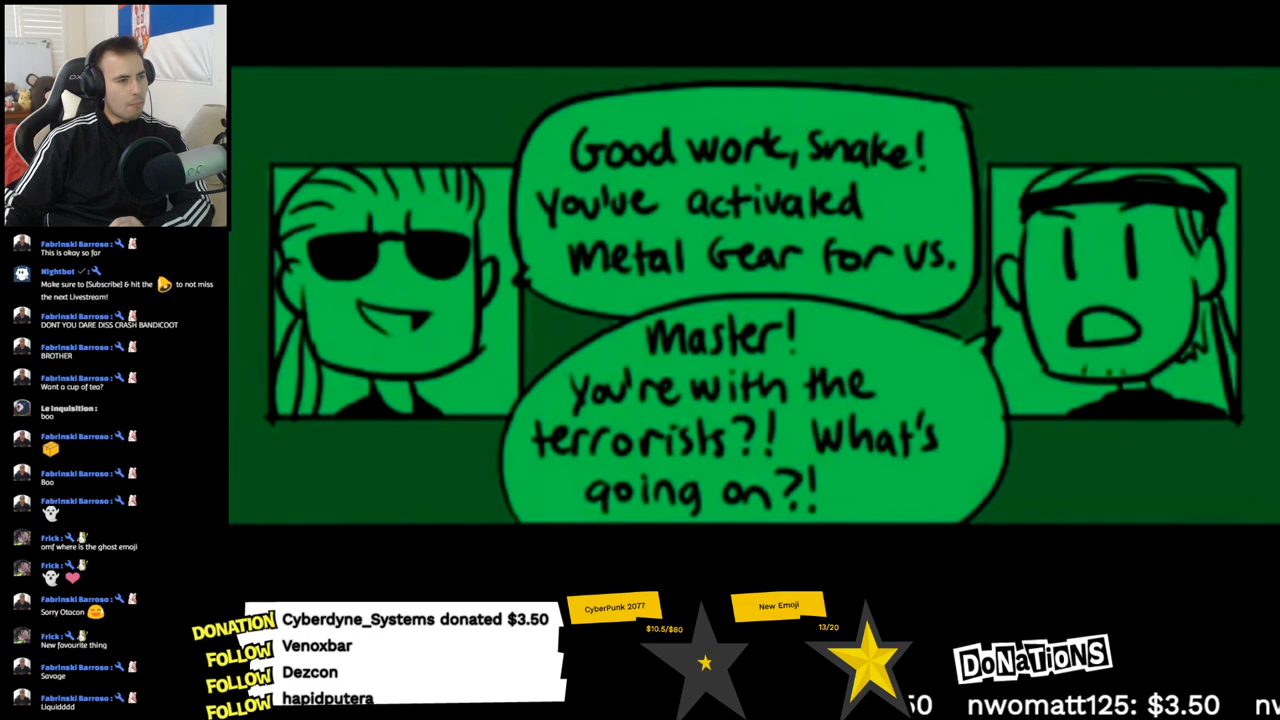 Good work, Snake!
you've activated
metal Gear for us.
Master!
You're with the
terrorists?! What's
going on?!
Fabrinski Barroso :
This is okay so far
Nightbot ✓ :
Make sure to [Subscribe] & hit the to not miss
the next Livestream!
Fabrinski Barroso :
DONT YOU DARE DISS CRASH BANDICOOT
Fabrinski Barroso :
BROTHER
Fabrinski Barroso :
Want a cup of tea?
Le Inquisition :
boo
Fabrinski Barroso :
Fabrinski Barroso :
Boo
Fabrinski Barroso :
Frick :
omf where is the ghost emoji
Frick :
Fabrinski Barroso :
Sorry Otacon
Frick :
New favourite thing
Fabrinski Barroso :
Savage
Fabrinski Barroso :
Liquidddd
DONATION Cyberdyne_Systems donated $3.50
FOLLOW Venoxbar
FOLLOW Dezcon
FOLLOW hapidputera
CyberPunk 2077
$10.5/$80
New Emoji
13/20
DoNaTiONS
50 nwomatt125: $3.50 nv